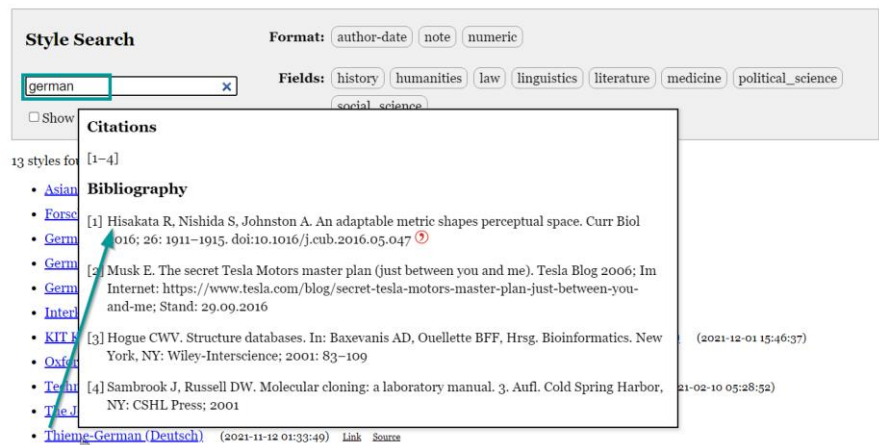 Style Search
Format: author-date note numeric
german ×
Fields: history humanities law linguistics literature medicine political_science
social_science
Show
13 styles fo
Citations
[1–4]
Bibliography
[1] Hisakata R, Nishida S, Johnston A. An adaptable metric shapes perceptual space. Curr Biol
2016; 26: 1911–1915. doi:10.1016/j.cub.2016.05.047
[2] Musk E. The secret Tesla Motors master plan (just between you and me). Tesla Blog 2006; Im
Internet: https://www.tesla.com/blog/secret-tesla-motors-master-plan-just-between-you-
and-me; Stand: 29.09.2016
[3] Hogue CWV. Structure databases. In: Baxevanis AD, Ouellette BFF, Hrsg. Bioinformatics. New
York, NY: Wiley-Interscience; 2001: 83–109
[4] Sambrook J, Russell DW. Molecular cloning: a laboratory manual. 3. Aufl. Cold Spring Harbor,
NY: CSHL Press; 2001
Asian
Forsc
Germ
Germ
Germ
Interl
KIT K (2021-12-01 15:46:37)
Oxfor
Techn 21-02-10 05:28:52)
The J
Thieme-German (Deutsch) (2021-11-12 01:33:49) Link Source